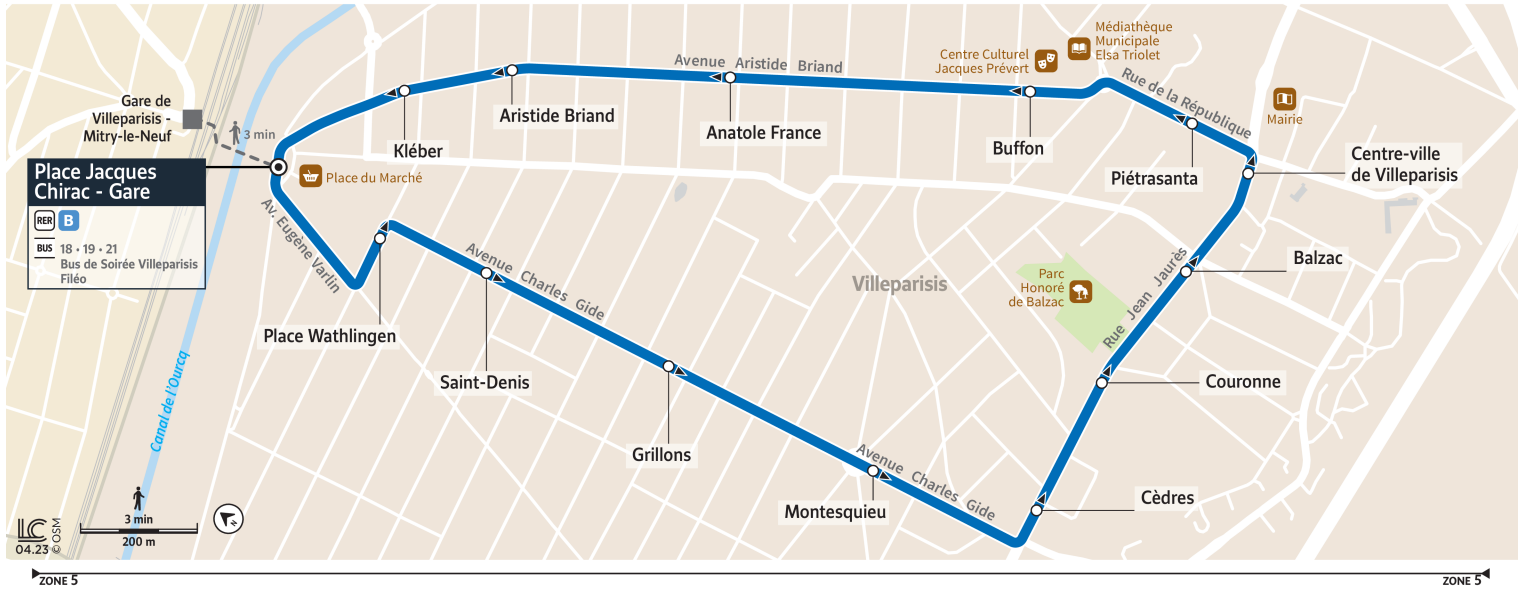 Gare de
Villeparisis -
Mitry-le-Neuf
3 min
Place Jacques
Chirac - Gare
RER B
BUS 18 • 19 • 21
Bus de Soirée Villeparisis
Filéo
Place du Marché
Av. Eugène Varlin
Kléber
Aristide Briand
Avenue Aristide Briand
Anatole France
Centre Culturel
Jacques Prévert
Médiathèque
Municipale
Elsa Triolet
Buffon
Rue de la République
Mairie
Piétrasanta
Centre-ville
de Villeparisis
Balzac
Rue Jean Jaurès
Parc
Honoré
de Balzac
Villeparisis
Couronne
Cèdres
Avenue Charles Gide
Place Wathlingen
Saint-Denis
Grillons
Avenue Charles Gide
Montesquieu
Canal de l'Ourcq
3 min
200 m
LC
04.23
© OSM
ZONE 5
ZONE 5